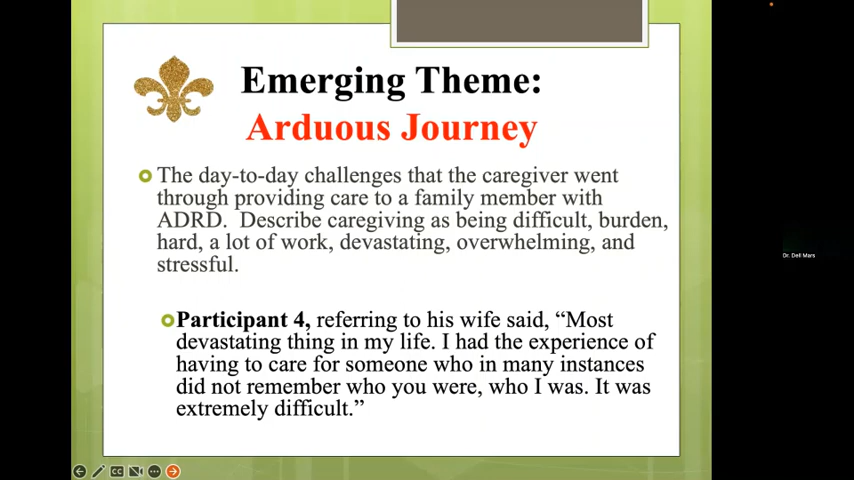 Emerging Theme:
Arduous Journey
The day-to-day challenges that the caregiver went
through providing care to a family member with
ADRD. Describe caregiving as being difficult, burden,
hard, a lot of work, devastating, overwhelming, and
stressful.
Participant 4, referring to his wife said, “Most
devastating thing in my life. I had the experience of
having to care for someone who in many instances
did not remember who you were, who I was. It was
extremely difficult.”
CC
Dr. Dell Mars